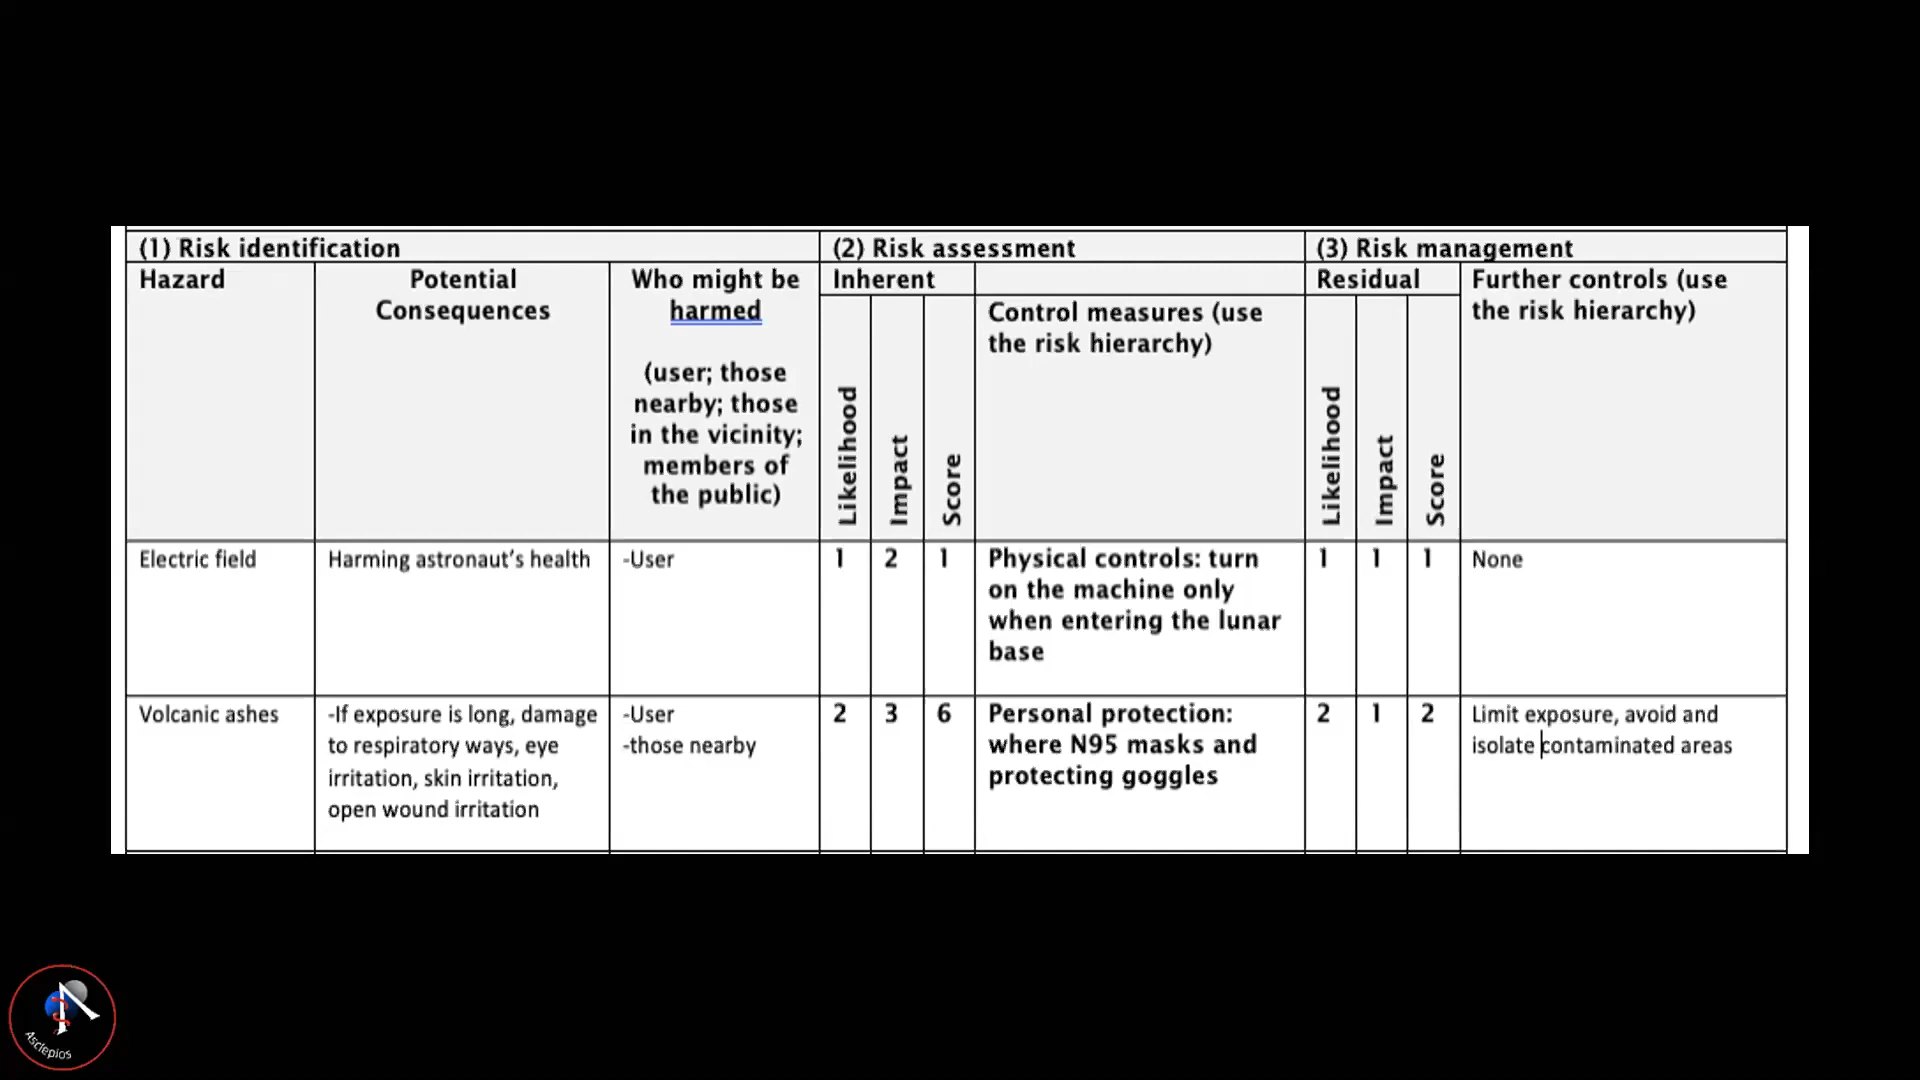 (1) Risk identification
(2) Risk assessment
(3) Risk management
Hazard
Potential
Consequences
Who might be
harmed
(user; those
nearby; those
in the vicinity;
members of
the public)
Inherent
Likelihood
Impact
Score
Control measures (use
the risk hierarchy)
Residual
Likelihood
Impact
Score
Further controls (use
the risk hierarchy)
Electric field
Harming astronaut’s health
-User
1
2
1
Physical controls: turn
on the machine only
when entering the lunar
base
1
1
1
None
Volcanic ashes
-If exposure is long, damage
to respiratory ways, eye
irritation, skin irritation,
open wound irritation
-User
-those nearby
2
3
6
Personal protection:
where N95 masks and
protecting goggles
2
1
2
Limit exposure, avoid and
isolate contaminated areas
Asclepios